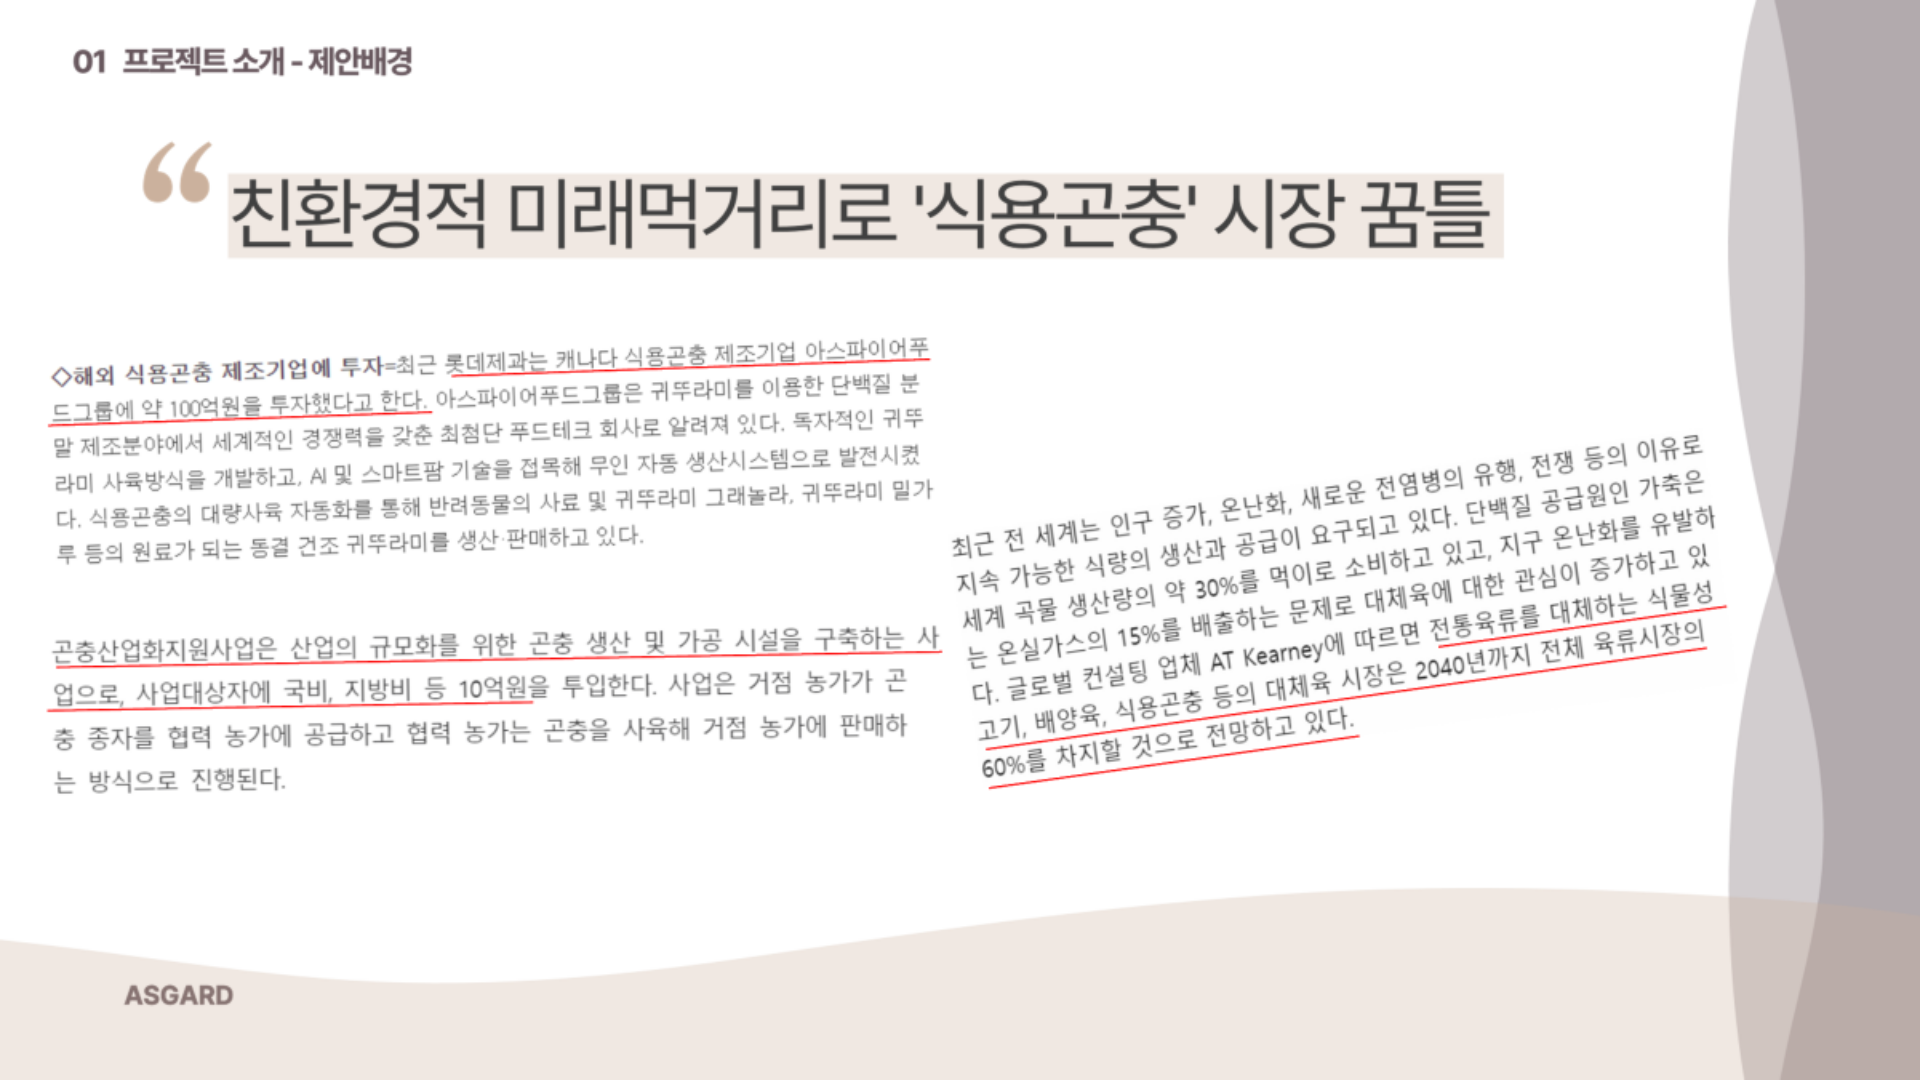 01 프로젝트 소개 - 제안배경
“ 친환경적 미래먹거리로 '식용곤충' 시장 꿈틀
◇해외 식용곤충 제조기업에 투자=최근 롯데제과는 캐나다 식용곤충 제조기업 아스파이어푸
드그룹에 약 100억원을 투자했다고 한다. 아스파이어푸드그룹은 귀뚜라미를 이용한 단백질 분
말 제조분야에서 세계적인 경쟁력을 갖춘 최첨단 푸드테크 회사로 알려져 있다. 독자적인 귀뚜
라미 사육방식을 개발하고, AI 및 스마트팜 기술을 접목해 무인 자동 생산시스템으로 발전시켰
다. 식용곤충의 대량사육 자동화를 통해 반려동물의 사료 및 귀뚜라미 그래놀라, 귀뚜라미 밀가
루 등의 원료가 되는 동결 건조 귀뚜라미를 생산·판매하고 있다.
곤충산업화지원사업은 산업의 규모화를 위한 곤충 생산 및 가공 시설을 구축하는 사
업으로, 사업대상자에 국비, 지방비 등 10억원을 투입한다. 사업은 거점 농가가 곤
충 종자를 협력 농가에 공급하고 협력 농가는 곤충을 사육해 거점 농가에 판매하
는 방식으로 진행된다.
최근 전 세계는 인구 증가, 온난화, 새로운 전염병의 유행, 전쟁 등의 이유로
지속 가능한 식량의 생산과 공급이 요구되고 있다. 단백질 공급원인 가축은
세계 곡물 생산량의 약 30%를 먹이로 소비하고 있고, 지구 온난화를 유발하
는 온실가스의 15%를 배출하는 문제로 대체육에 대한 관심이 증가하고 있
다. 글로벌 컨설팅 업체 AT Kearney에 따르면 전통육류를 대체하는 식물성
고기, 배양육, 식용곤충 등의 대체육 시장은 2040년까지 전체 육류시장의
60%를 차지할 것으로 전망하고 있다.
ASGARD